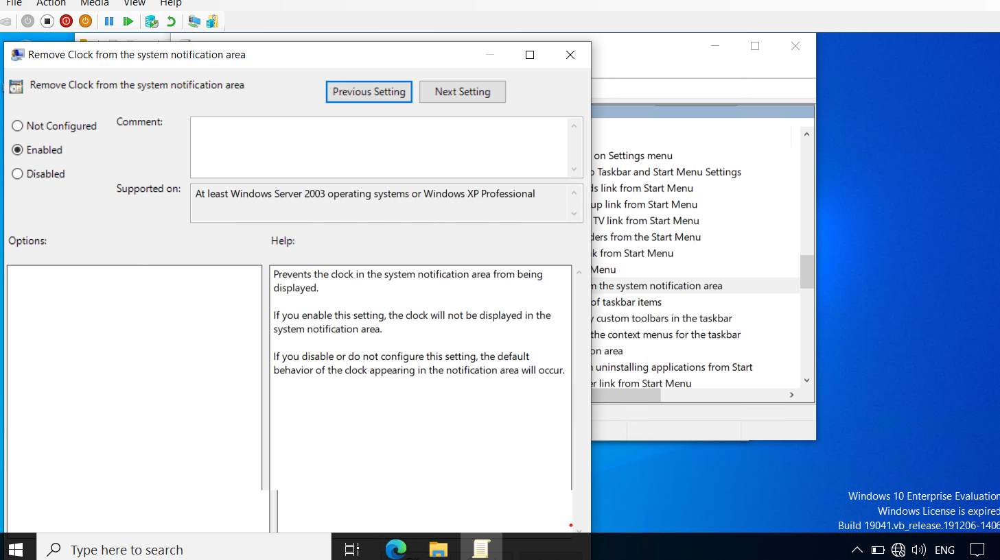 File Action Media View Help
Remove Clock from the system notification area
Remove Clock from the system notification area
Previous Setting
Next Setting
Not Configured
Enabled
Disabled
Comment:
Supported on:
At least Windows Server 2003 operating systems or Windows XP Professional
Options:
Help:
Prevents the clock in the system notification area from being
displayed.
If you enable this setting, the clock will not be displayed in the
system notification area.
If you disable or do not configure this setting, the default
behavior of the clock appearing in the notification area will occur.
on Settings menu
Taskbar and Start Menu Settings
ds link from Start Menu
up link from Start Menu
TV link from Start Menu
ders from the Start Menu
k from Start Menu
Menu
m the system notification area
of taskbar items
y custom toolbars in the taskbar
the context menus for the taskbar
on area
uninstalling applications from Start
er link from Start Menu
Windows 10 Enterprise Evaluation
Windows License is expired
Build 19041.vb_release.191206-1406
Type here to search
ENG